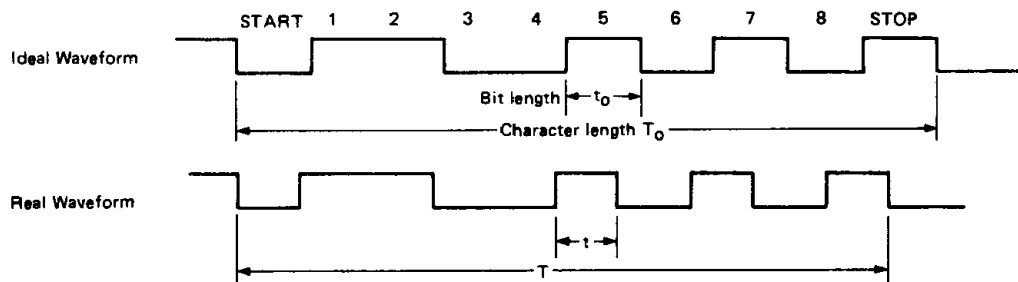 START 1 2 3 4 5 6 7 8 STOP
Ideal Waveform
Bit length t₀
Character length T₀
Real Waveform
t
T